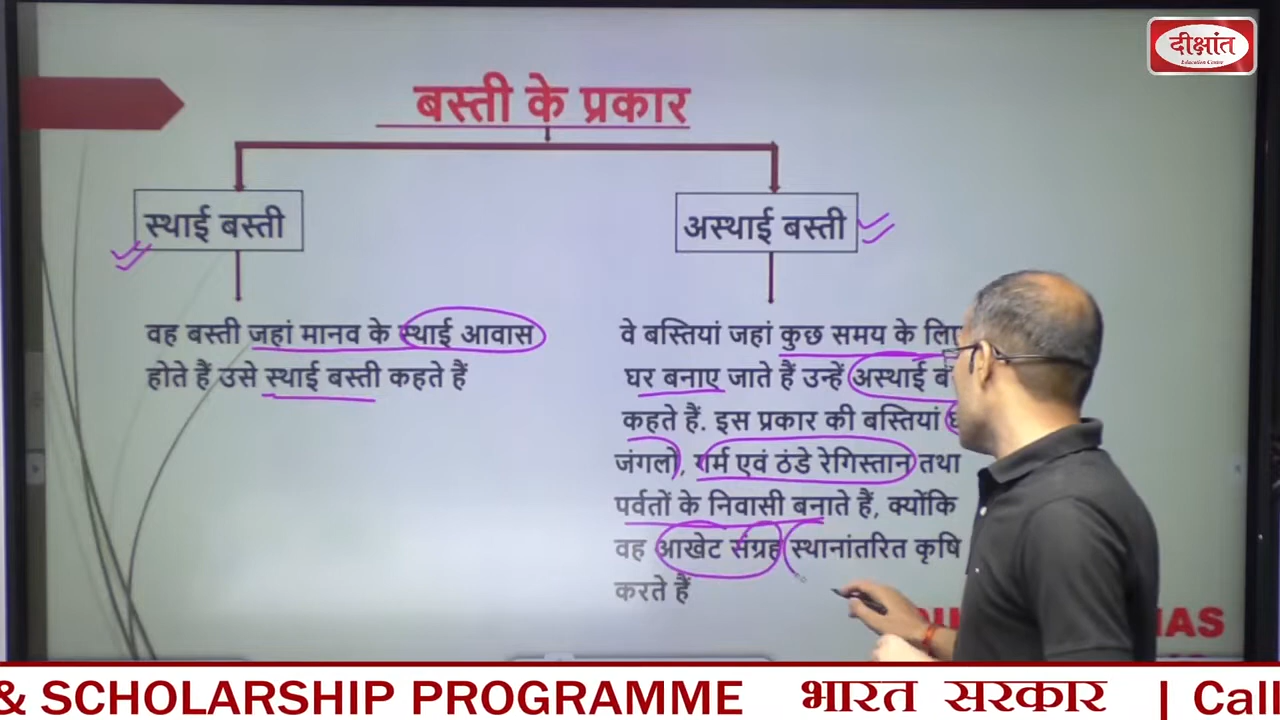 दीक्षांत
Education Centre
बस्ती के प्रकार
स्थाई बस्ती
वह बस्ती जहां मानव के स्थाई आवास
होते हैं उसे स्थाई बस्ती कहते हैं
अस्थाई बस्ती
वे बस्तियां जहां कुछ समय के लिए
घर बनाए जाते हैं उन्हें अस्थाई
कहते हैं. इस प्रकार की बस्तियां
जंगलों, गर्म एवं ठंडे रेगिस्तान तथा
पर्वतों के निवासी बनाते हैं, क्योंकि
वह आखेट संग्रह स्थानांतरित कृषि
करते हैं
& SCHOLARSHIP PROGRAMME भारत सरकार | Call